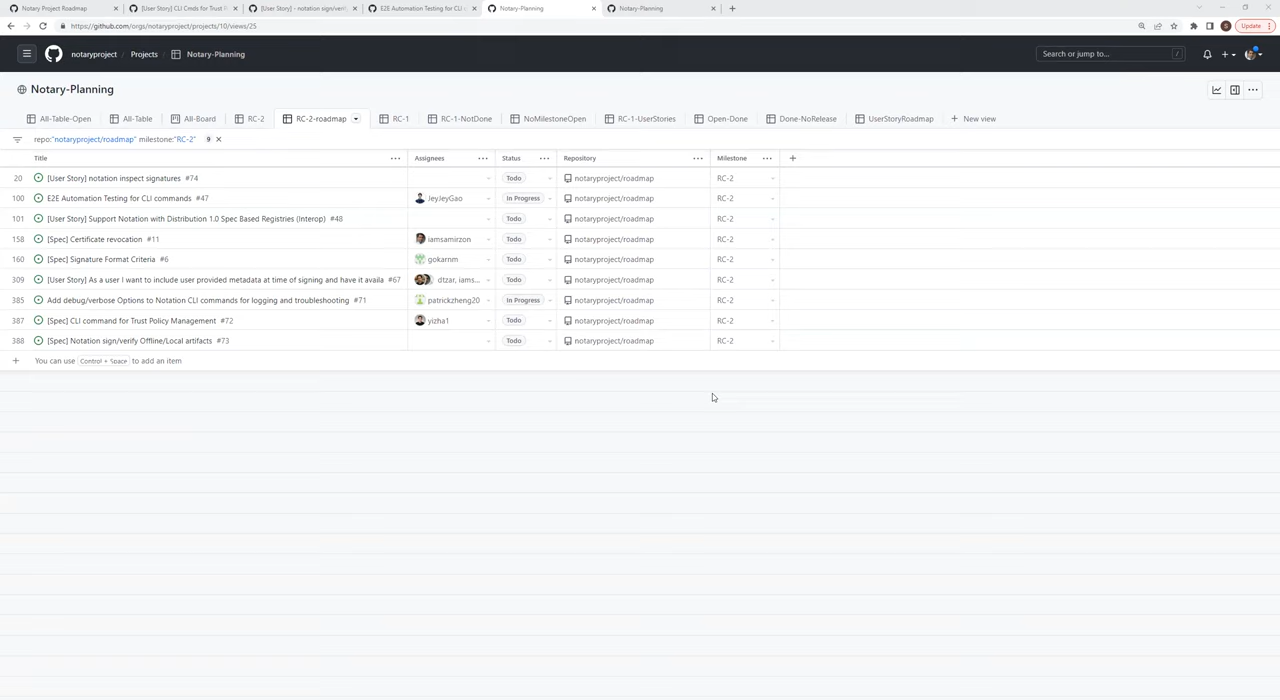 Notary Project Roadmap
[User Story] CLI Cmds for Trust P
[User Story] - notation sign/verif
E2E Automation Testing for CLI c
Notary-Planning
Notary-Planning
https://github.com/orgs/notaryproject/projects/10/views/25
S
Update
notaryproject / Projects / Notary-Planning
Search or jump to... /
Notary-Planning
All-Table-Open All-Table All-Board RC-2 RC-2-roadmap RC-1 RC-1-NotDone NoMilestoneOpen RC-1-UserStories Open-Done Done-NoRelease UserStoryRoadmap + New view
repo:"notaryproject/roadmap" milestone:"RC-2" 9
Title Assignees Status Repository Milestone
20 [User Story] notation inspect signatures #74 Todo notaryproject/roadmap RC-2
100 E2E Automation Testing for CLI commands #47 JeyJeyGao In Progress notaryproject/roadmap RC-2
101 [User Story] Support Notation with Distribution 1.0 Spec Based Registries (Interop) #48 Todo notaryproject/roadmap RC-2
158 [Spec] Certificate revocation #11 iamsamirzon Todo notaryproject/roadmap RC-2
160 [Spec] Signature Format Criteria #6 gokarnm Todo notaryproject/roadmap RC-2
309 [User Story] As a user I want to include user provided metadata at time of signing and have it availa #67 dtzar, iams... Todo notaryproject/roadmap RC-2
385 Add debug/verbose Options to Notation CLI commands for logging and troubleshooting #71 patrickzheng20 In Progress notaryproject/roadmap RC-2
387 [Spec] CLI command for Trust Policy Management #72 yizha1 Todo notaryproject/roadmap RC-2
388 [Spec] Notation sign/verify Offline/Local artifacts #73 Todo notaryproject/roadmap RC-2
You can use Control + Space to add an item